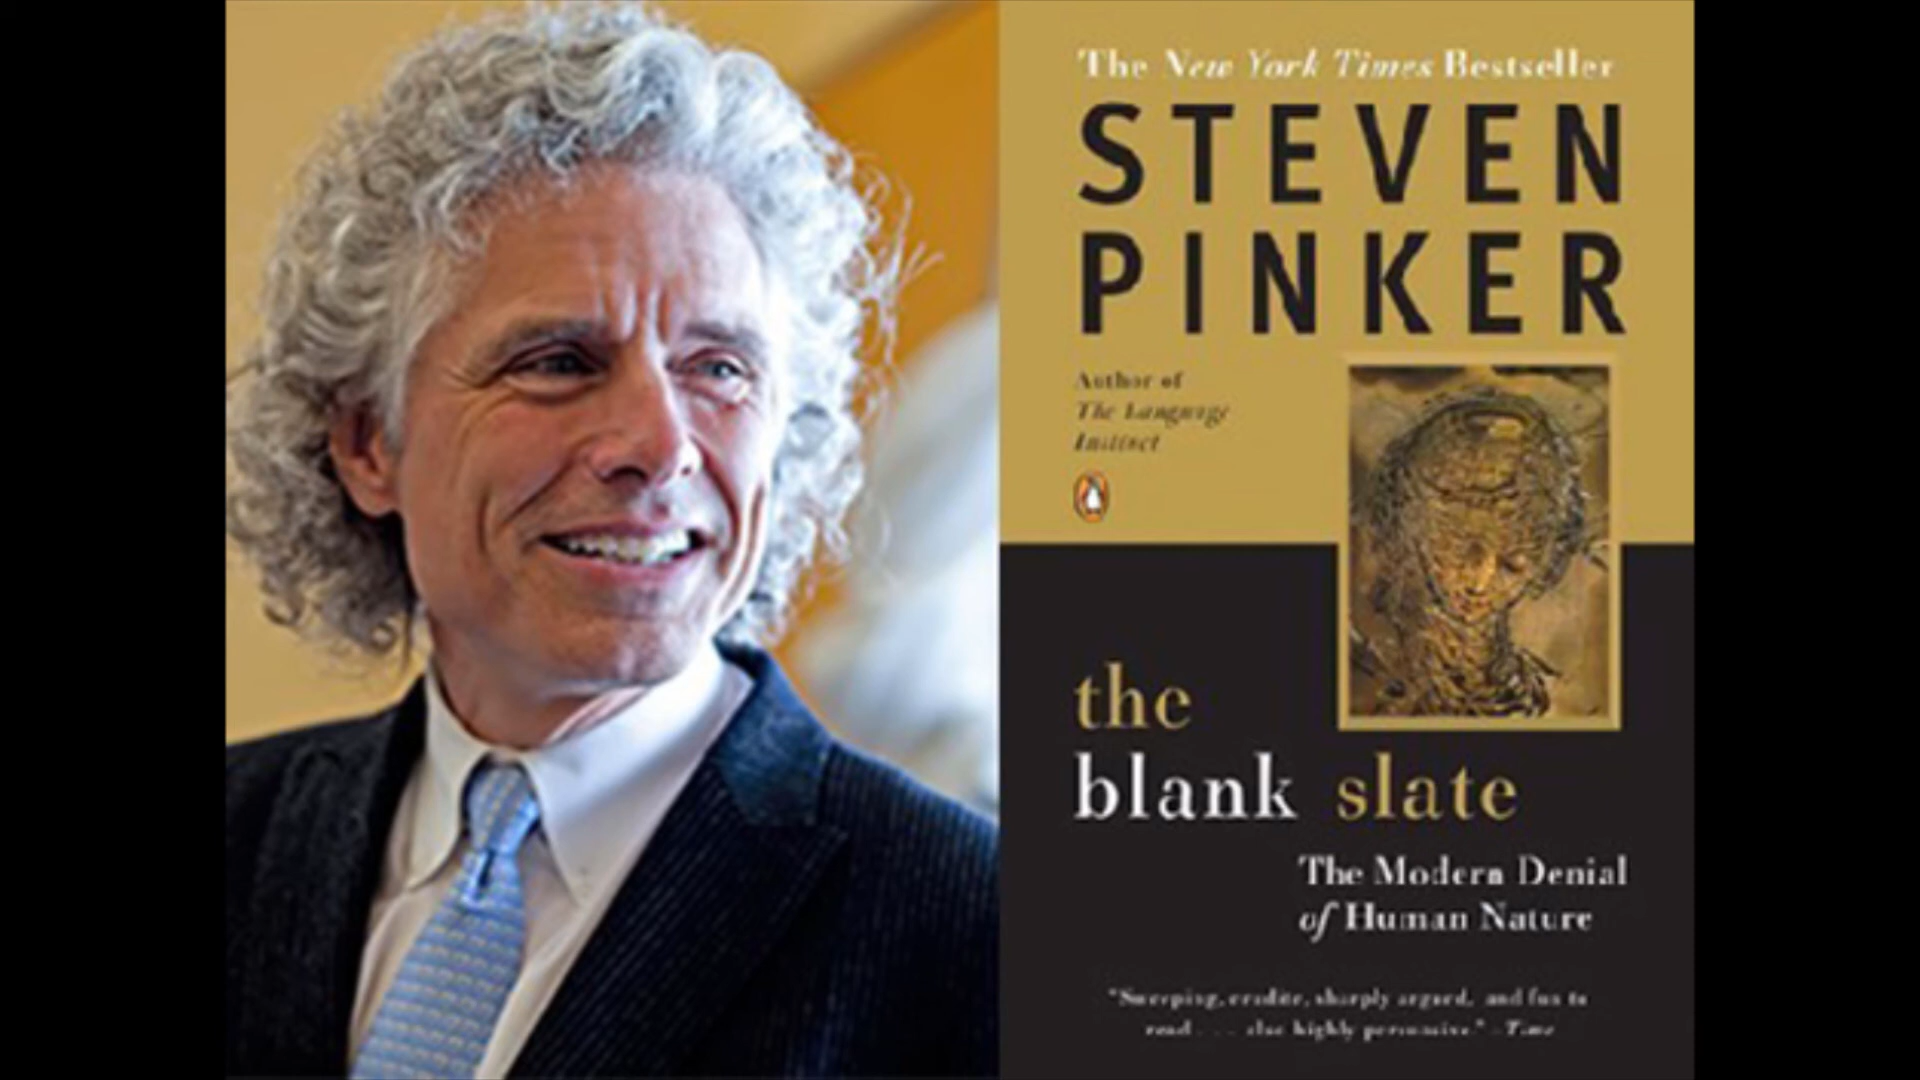 The New York Times Bestseller
STEVEN
PINKER
Author of
The Language
Instinct
the
blank slate
The Modern Denial
of Human Nature
"Sweeping, erudite, sharply argued, and fun to
read . . . also highly persuasive." –Time